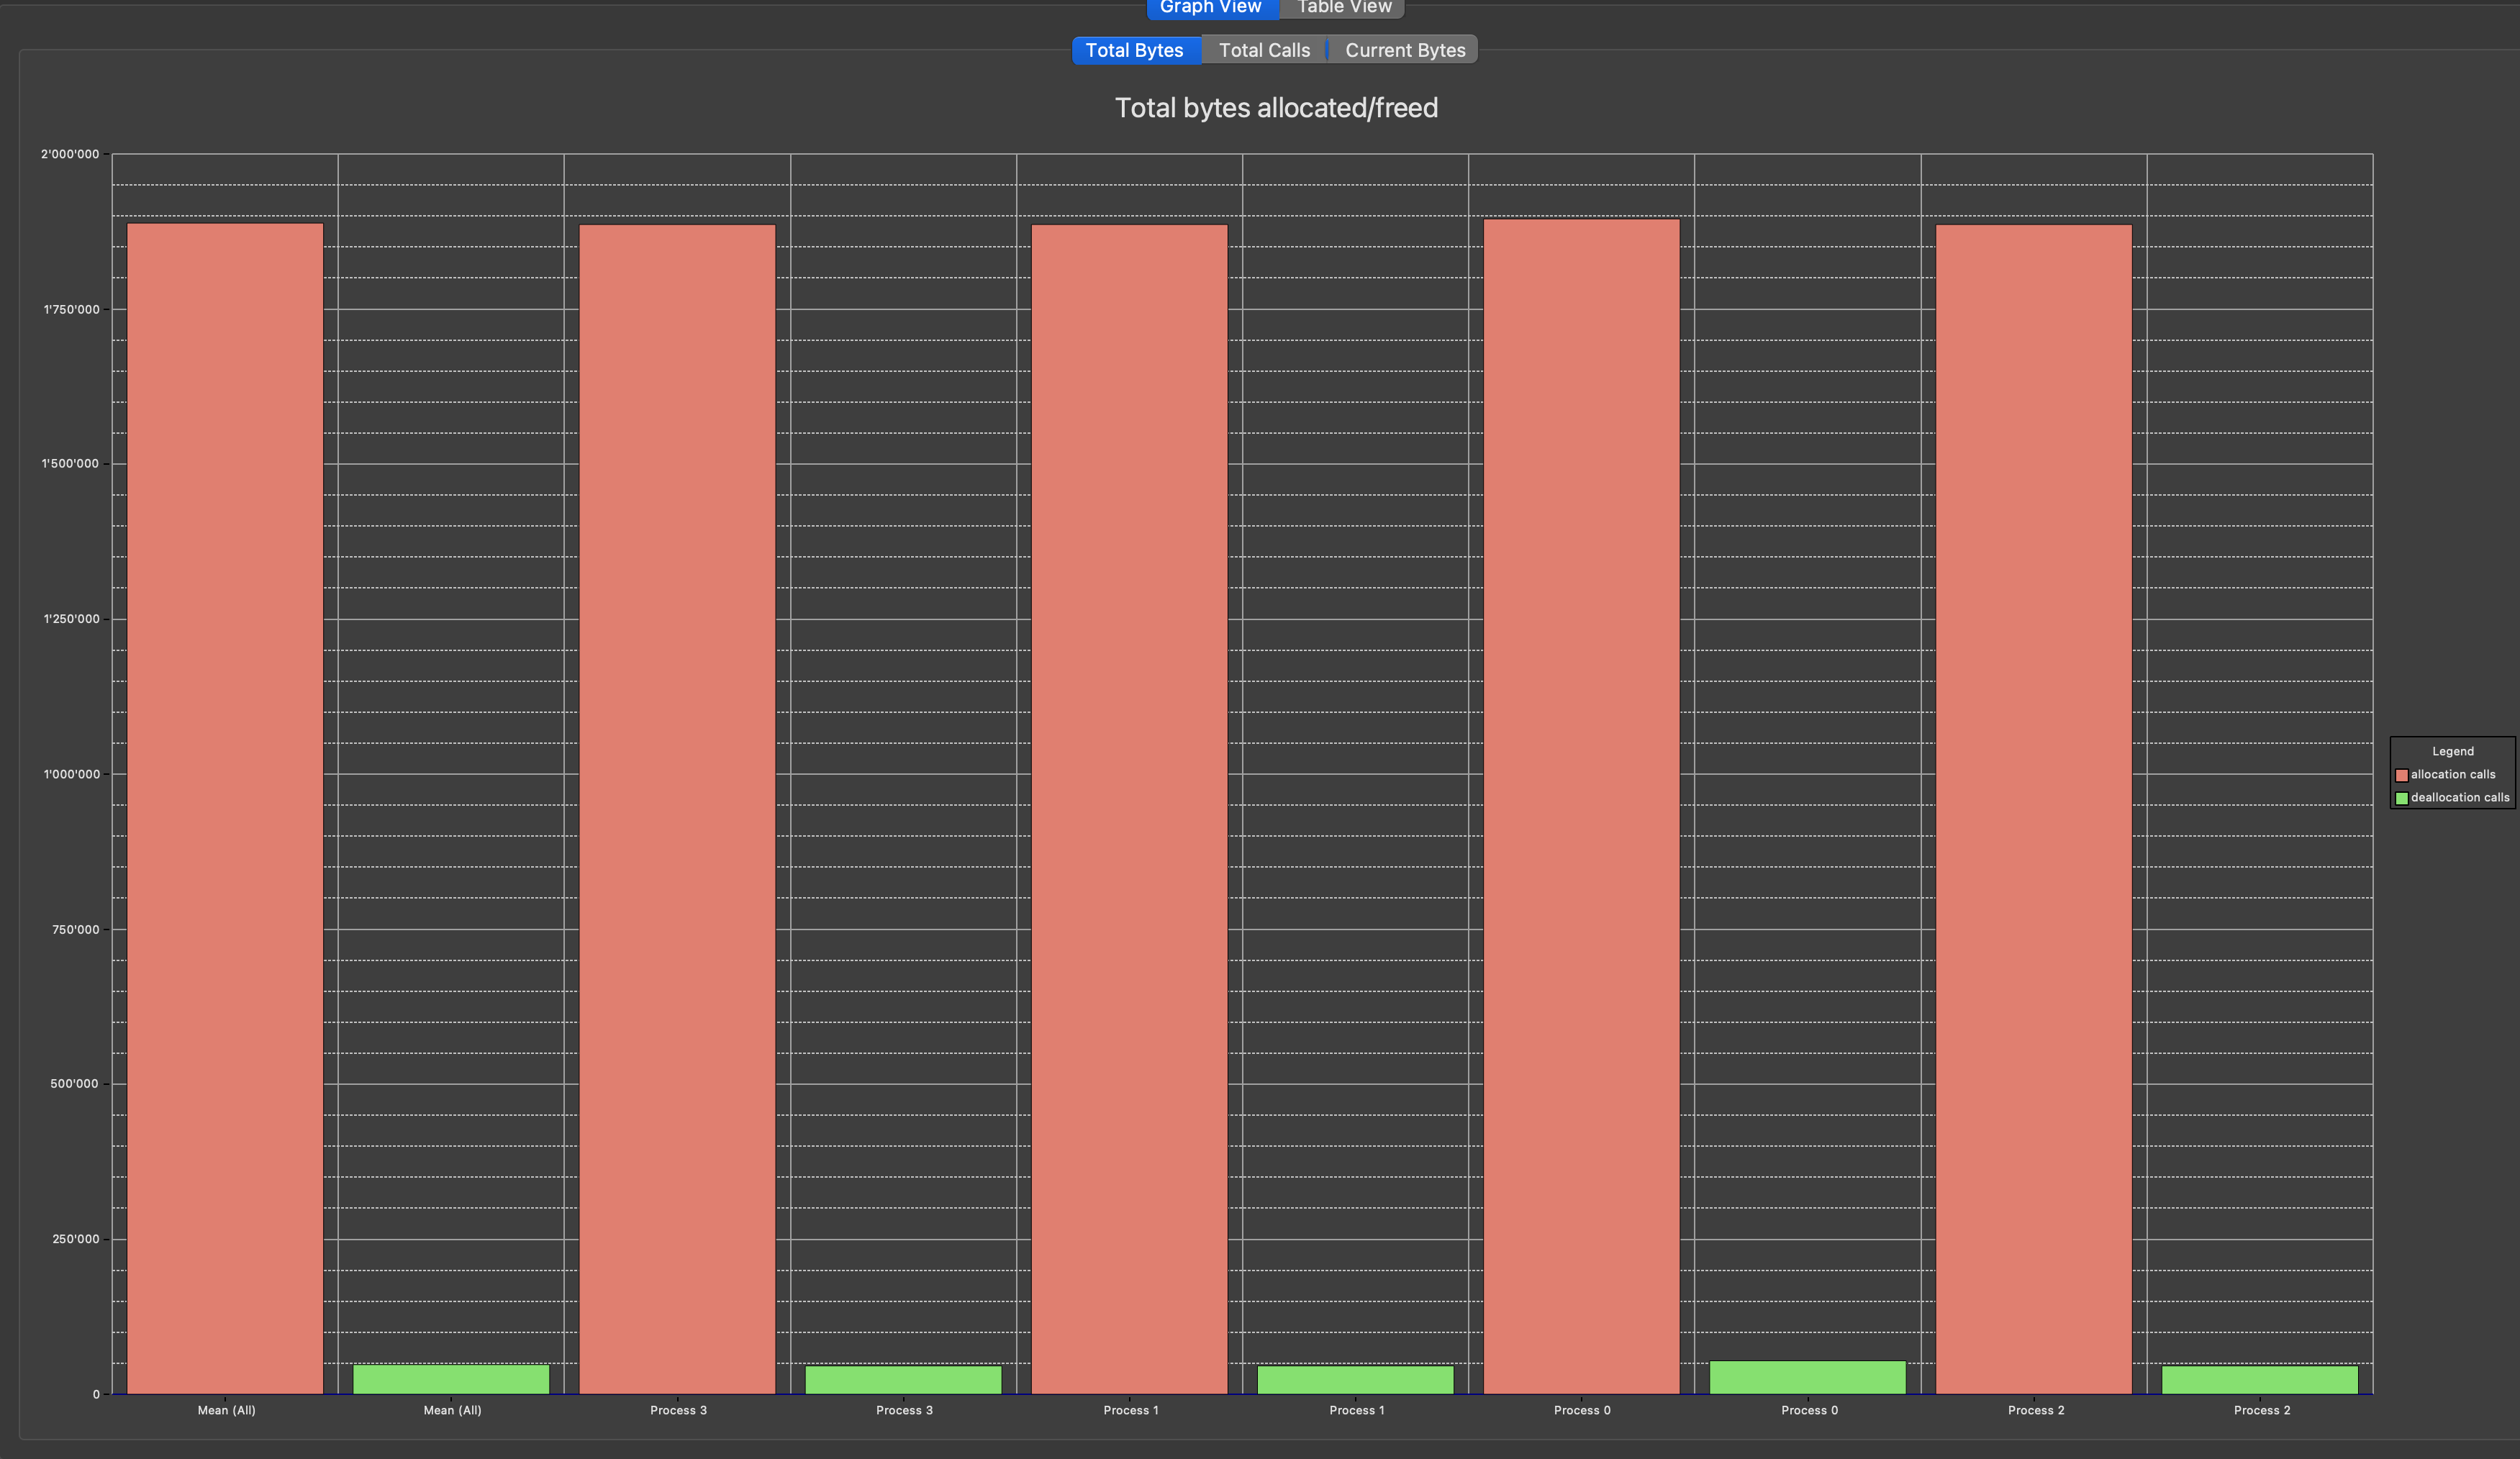 Graph View Table View
Total Bytes Total Calls Current Bytes
Total bytes allocated/freed
2'000'000
1'750'000
1'500'000
1'250'000
1'000'000
750'000
500'000
250'000
0
Mean (All) Mean (All) Process 3 Process 3 Process 1 Process 1 Process 0 Process 0 Process 2 Process 2
Legend
allocation calls
deallocation calls